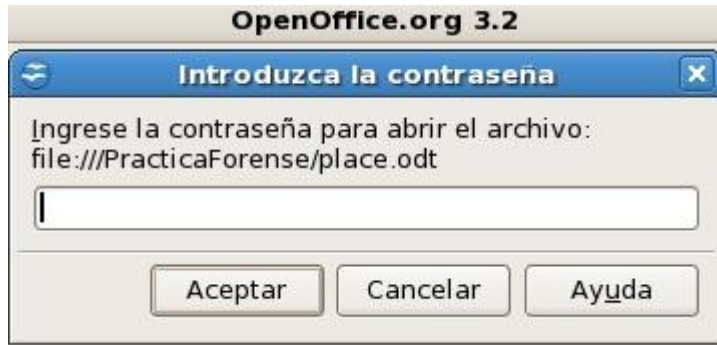 OpenOffice.org 3.2
Introduzca la contraseña
Ingrese la contraseña para abrir el archivo:
file:///PracticaForense/place.odt
Aceptar Cancelar Ayuda